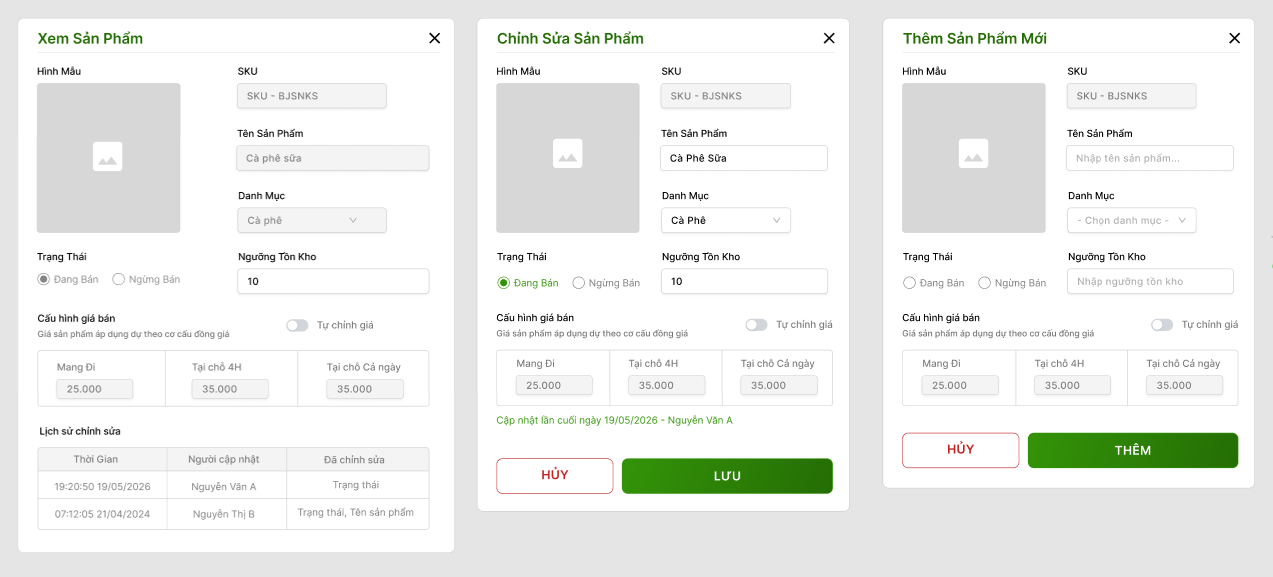 Xem Sản Phẩm
Hình Mẫu
SKU
SKU - BJSNKS
Tên Sản Phẩm
Cà phê sữa
Danh Mục
Cà phê
Trạng Thái
Đang Bán
Ngừng Bán
Ngưỡng Tồn Kho
10
Cấu hình giá bán
Giá sản phẩm áp dụng dự theo cơ cấu đồng giá
Tự chỉnh giá
Mang Đi
Tại chỗ 4H
Tại chỗ Cả ngày
25.000
35.000
35.000
Lịch sử chỉnh sửa
Thời Gian
Người cập nhật
Đã chỉnh sửa
19:20:50 19/05/2026
Nguyễn Văn A
Trạng thái
07:12:05 21/04/2024
Nguyễn Thị B
Trạng thái, Tên sản phẩm
Chỉnh Sửa Sản Phẩm
Hình Mẫu
SKU
SKU - BJSNKS
Tên Sản Phẩm
Cà Phê Sữa
Danh Mục
Cà Phê
Trạng Thái
Đang Bán
Ngừng Bán
Ngưỡng Tồn Kho
10
Cấu hình giá bán
Giá sản phẩm áp dụng dự theo cơ cấu đồng giá
Tự chỉnh giá
Mang Đi
Tại chỗ 4H
Tại chỗ Cả ngày
25.000
35.000
35.000
Cập nhật lần cuối ngày 19/05/2026 - Nguyễn Văn A
HỦY
LƯU
Thêm Sản Phẩm Mới
Hình Mẫu
SKU
SKU - BJSNKS
Tên Sản Phẩm
Nhập tên sản phẩm...
Danh Mục
- Chọn danh mục -
Trạng Thái
Đang Bán
Ngừng Bán
Ngưỡng Tồn Kho
Nhập ngưỡng tồn kho
Cấu hình giá bán
Giá sản phẩm áp dụng dự theo cơ cấu đồng giá
Tự chỉnh giá
Mang Đi
Tại chỗ 4H
Tại chỗ Cả ngày
25.000
35.000
35.000
HỦY
THÊM